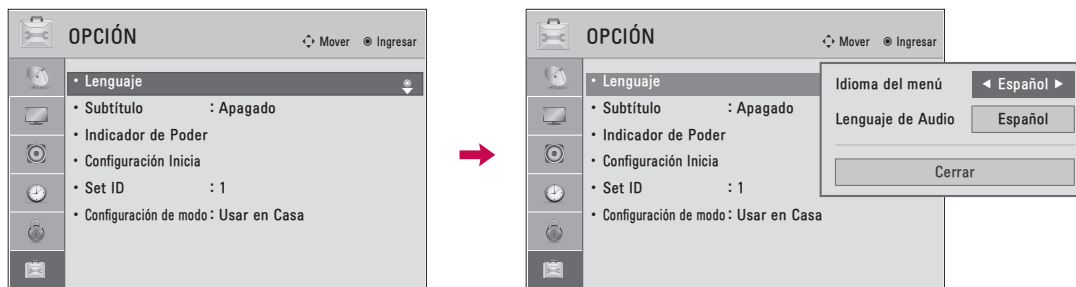 OPCIÓN
Mover
Ingresar
• Lenguaje
• Subtítulo : Apagado
• Indicador de Poder
• Configuración Inicia
• Set ID : 1
• Configuración de modo : Usar en Casa
OPCIÓN
Mover
Ingresar
• Lenguaje
• Subtítulo : Apagado
• Indicador de Poder
• Configuración Inicia
• Set ID : 1
• Configuración de modo : Usar en Casa
Idioma del menú ◄ Español ►
Lenguaje de Audio Español
Cerrar